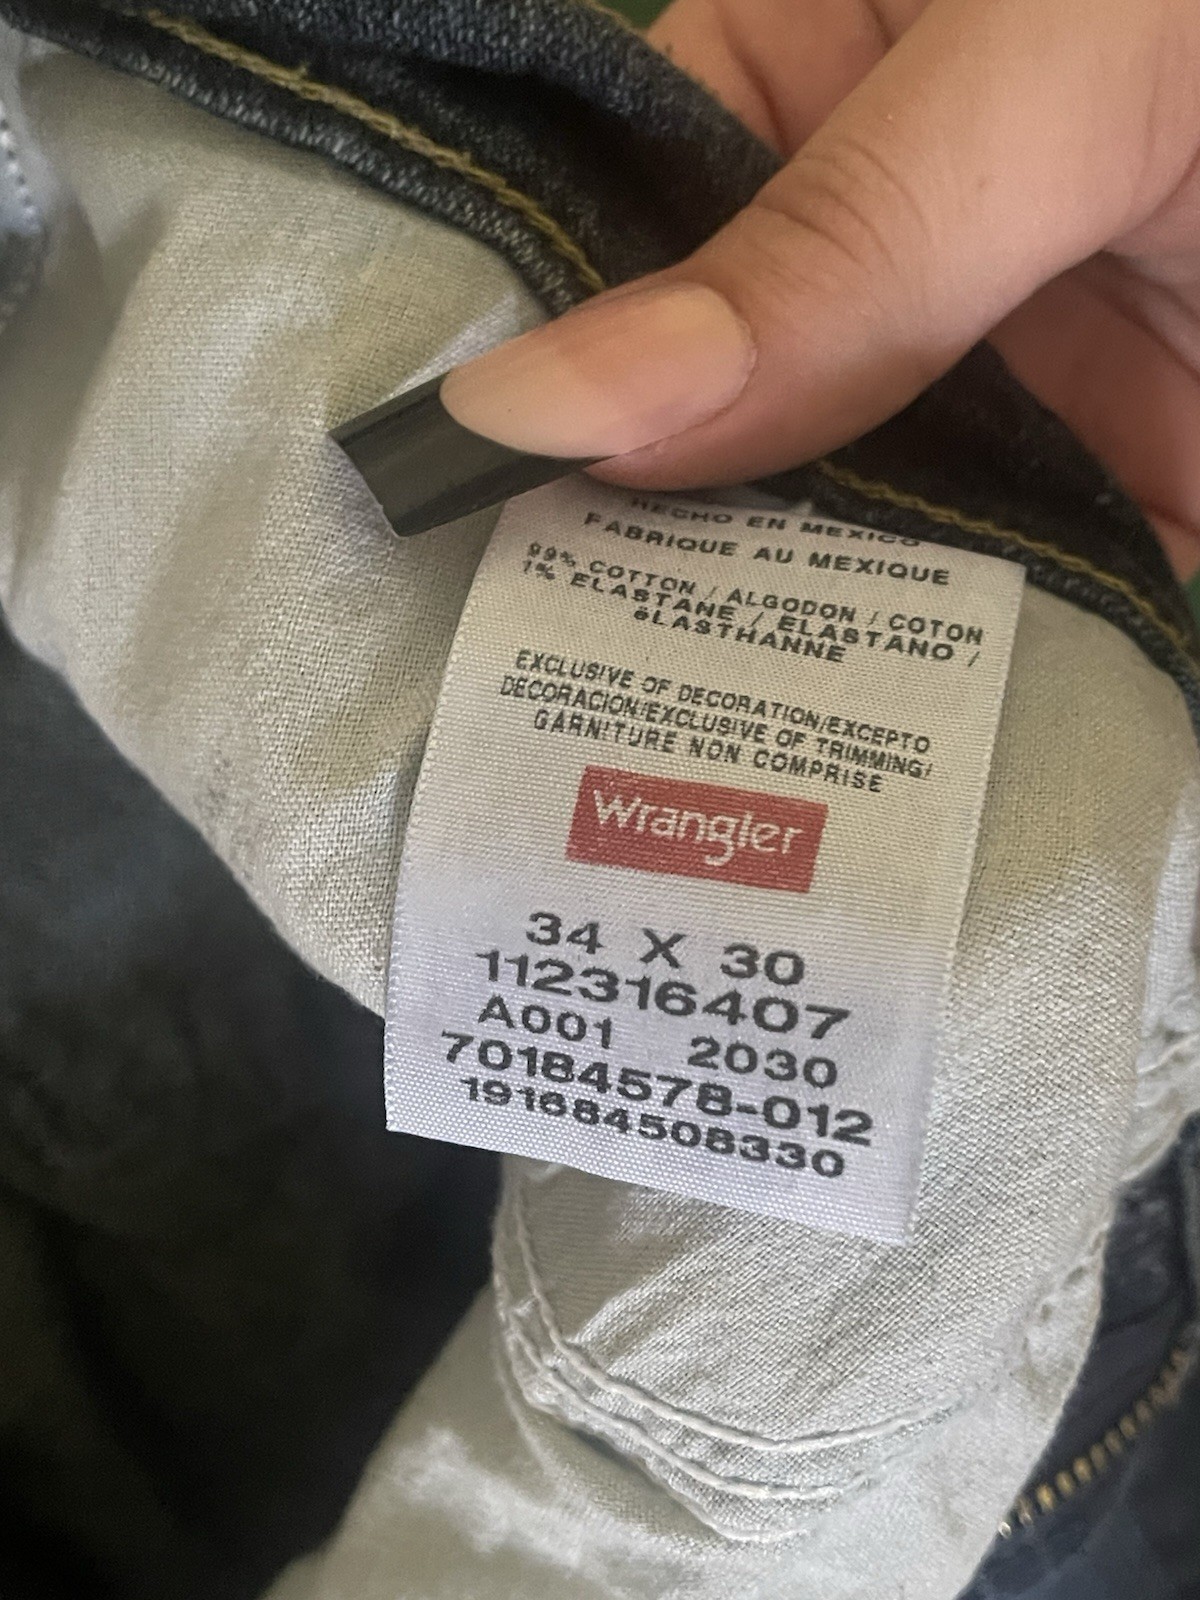 HECHO EN MEXICO
FABRIQUE AU MEXIQUE
99% COTTON / ALGODON / COTON
1% ELASTANE / ELASTANO /
éLASTHANNE
EXCLUSIVE OF DECORATION/EXCEPTO
DECORACION/EXCLUSIVE OF TRIMMING/
GARNITURE NON COMPRISE
Wrangler
34 X 30
112316407
A001 2030
70184578-012
191684508330